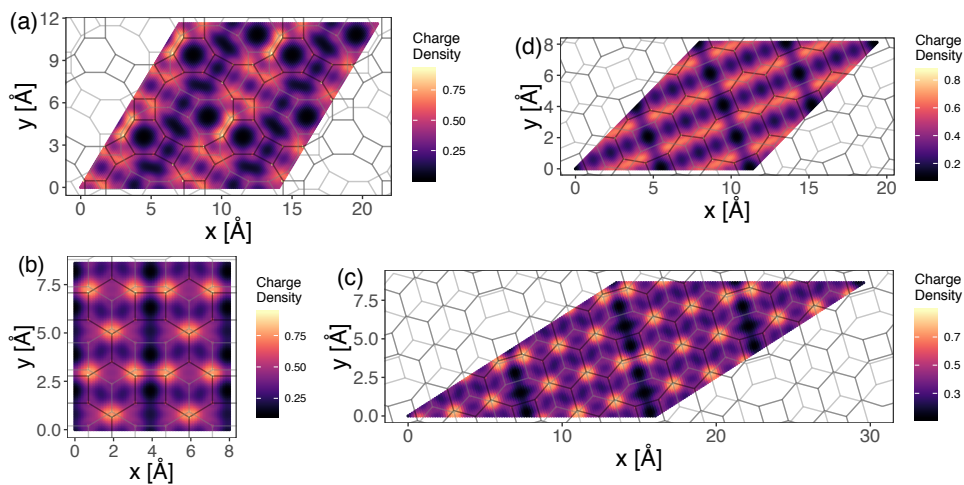 (a)
12
9
6
3
0
y [Å]
0 5 10 15 20
x [Å]
Charge
Density
0.75
0.50
0.25
(d)
8
6
4
2
0
y [Å]
0 5 10 15 20
x [Å]
Charge
Density
0.8
0.6
0.4
0.2
(b)
7.5
5.0
2.5
0.0
y [Å]
0 2 4 6 8
x [Å]
Charge
Density
0.75
0.50
0.25
(c)
7.5
5.0
2.5
0.0
y [Å]
0 10 20 30
x [Å]
Charge
Density
0.7
0.5
0.3